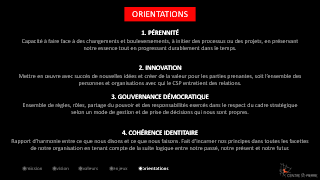 ORIENTATIONS
1. PÉRENNITÉ
Capacité à faire face à des changements et bouleversements, à initier des processus ou des projets, en préservant
notre essence tout en progressant durablement dans le temps.
2. INNOVATION
Mettre en œuvre avec succès de nouvelles idées et créer de la valeur pour les parties prenantes, soit l'ensemble des
personnes et organisations avec qui le CSP entretient des relations.
3. GOUVERNANCE DÉMOCRATIQUE
Ensemble de règles, rôles, partage du pouvoir et des responsabilités exercés dans le respect du cadre stratégique
selon un mode de gestion et de prise de décisions qui nous sont propres.
4. COHÉRENCE IDENTITAIRE
Rapport d'harmonie entre ce que nous disons et ce que nous faisons. Fait d'incarner nos principes dans toutes les facettes
de notre organisation en tenant compte de la suite logique entre notre passé, notre présent et notre futur.
mission vision valeurs enjeux orientations
CENTRE ST-PIERRE